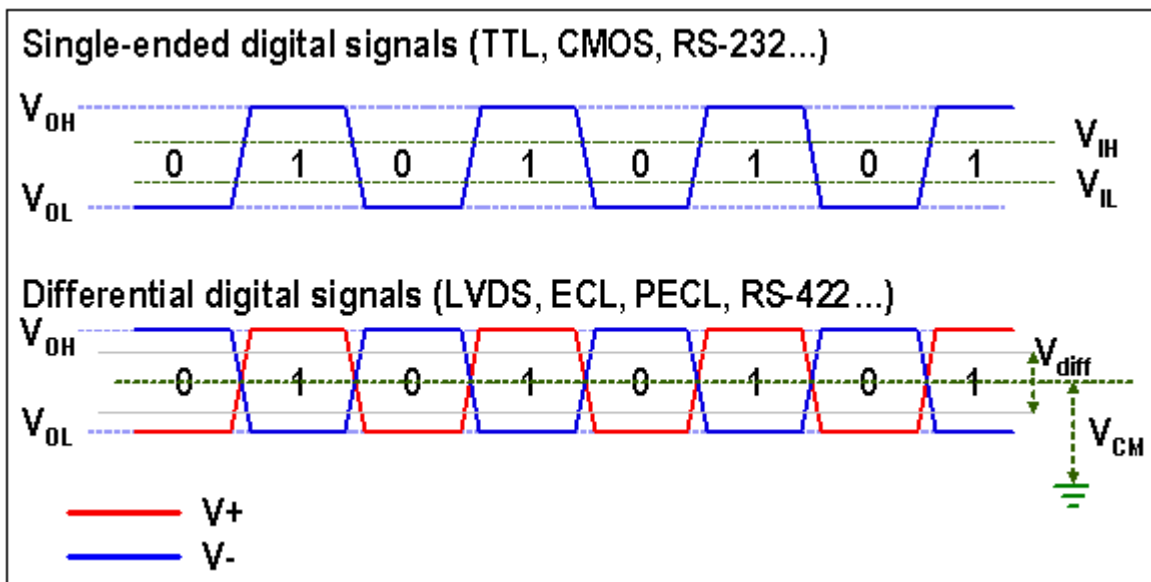 Single-ended digital signals (TTL, CMOS, RS-232...)
VOH
VIH
0 1 0 1 0 1 0 1
VIL
VOL
Differential digital signals (LVDS, ECL, PECL, RS-422...)
VOH
Vdiff
0 1 0 1 0 1 0 1
VOL
VCM
V+
V-